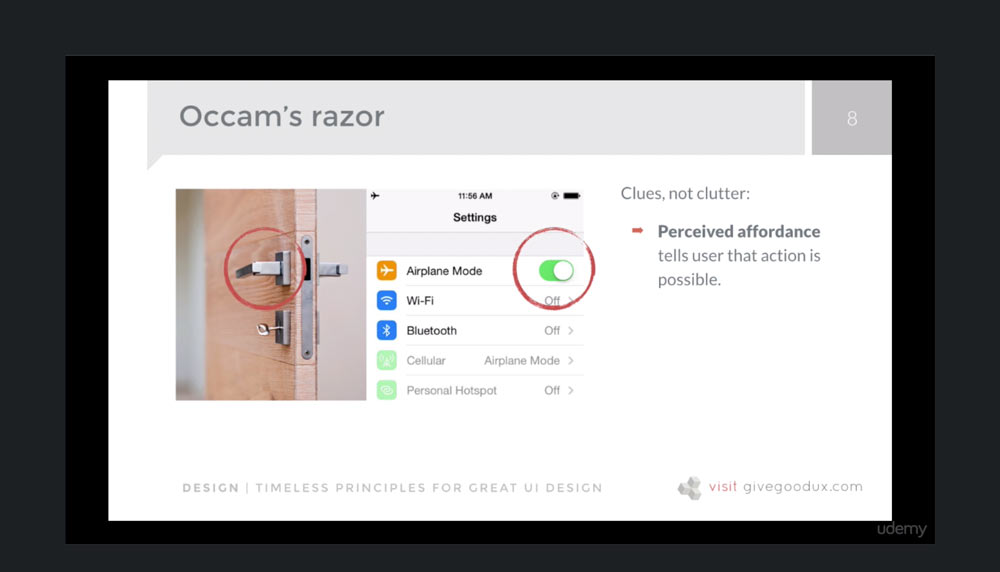 Occam's razor
8
11:56 AM
Settings
Airplane Mode
Wi-Fi Off
Bluetooth Off
Cellular Airplane Mode
Personal Hotspot Off
Clues, not clutter:
Perceived affordance
tells user that action is
possible.
DESIGN | TIMELESS PRINCIPLES FOR GREAT UI DESIGN
visit givegoodux.com
udemy